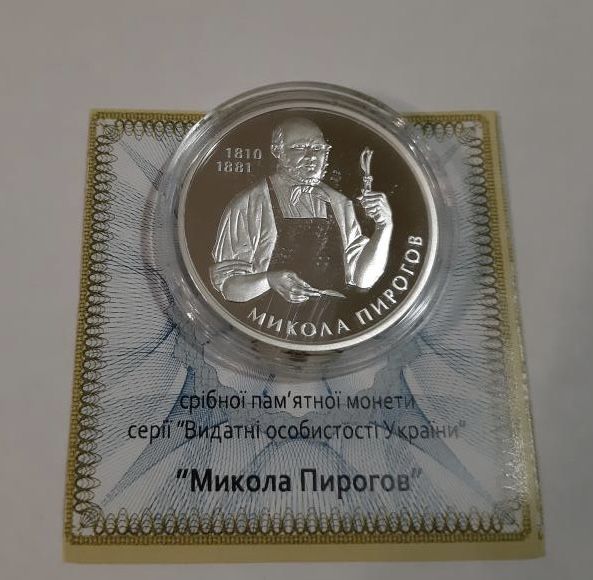 1810
1881
МИКОЛА ПИРОГОВ
срібної пам'ятної монети
серії "Видатні особистості України"
"Микола Пирогов"